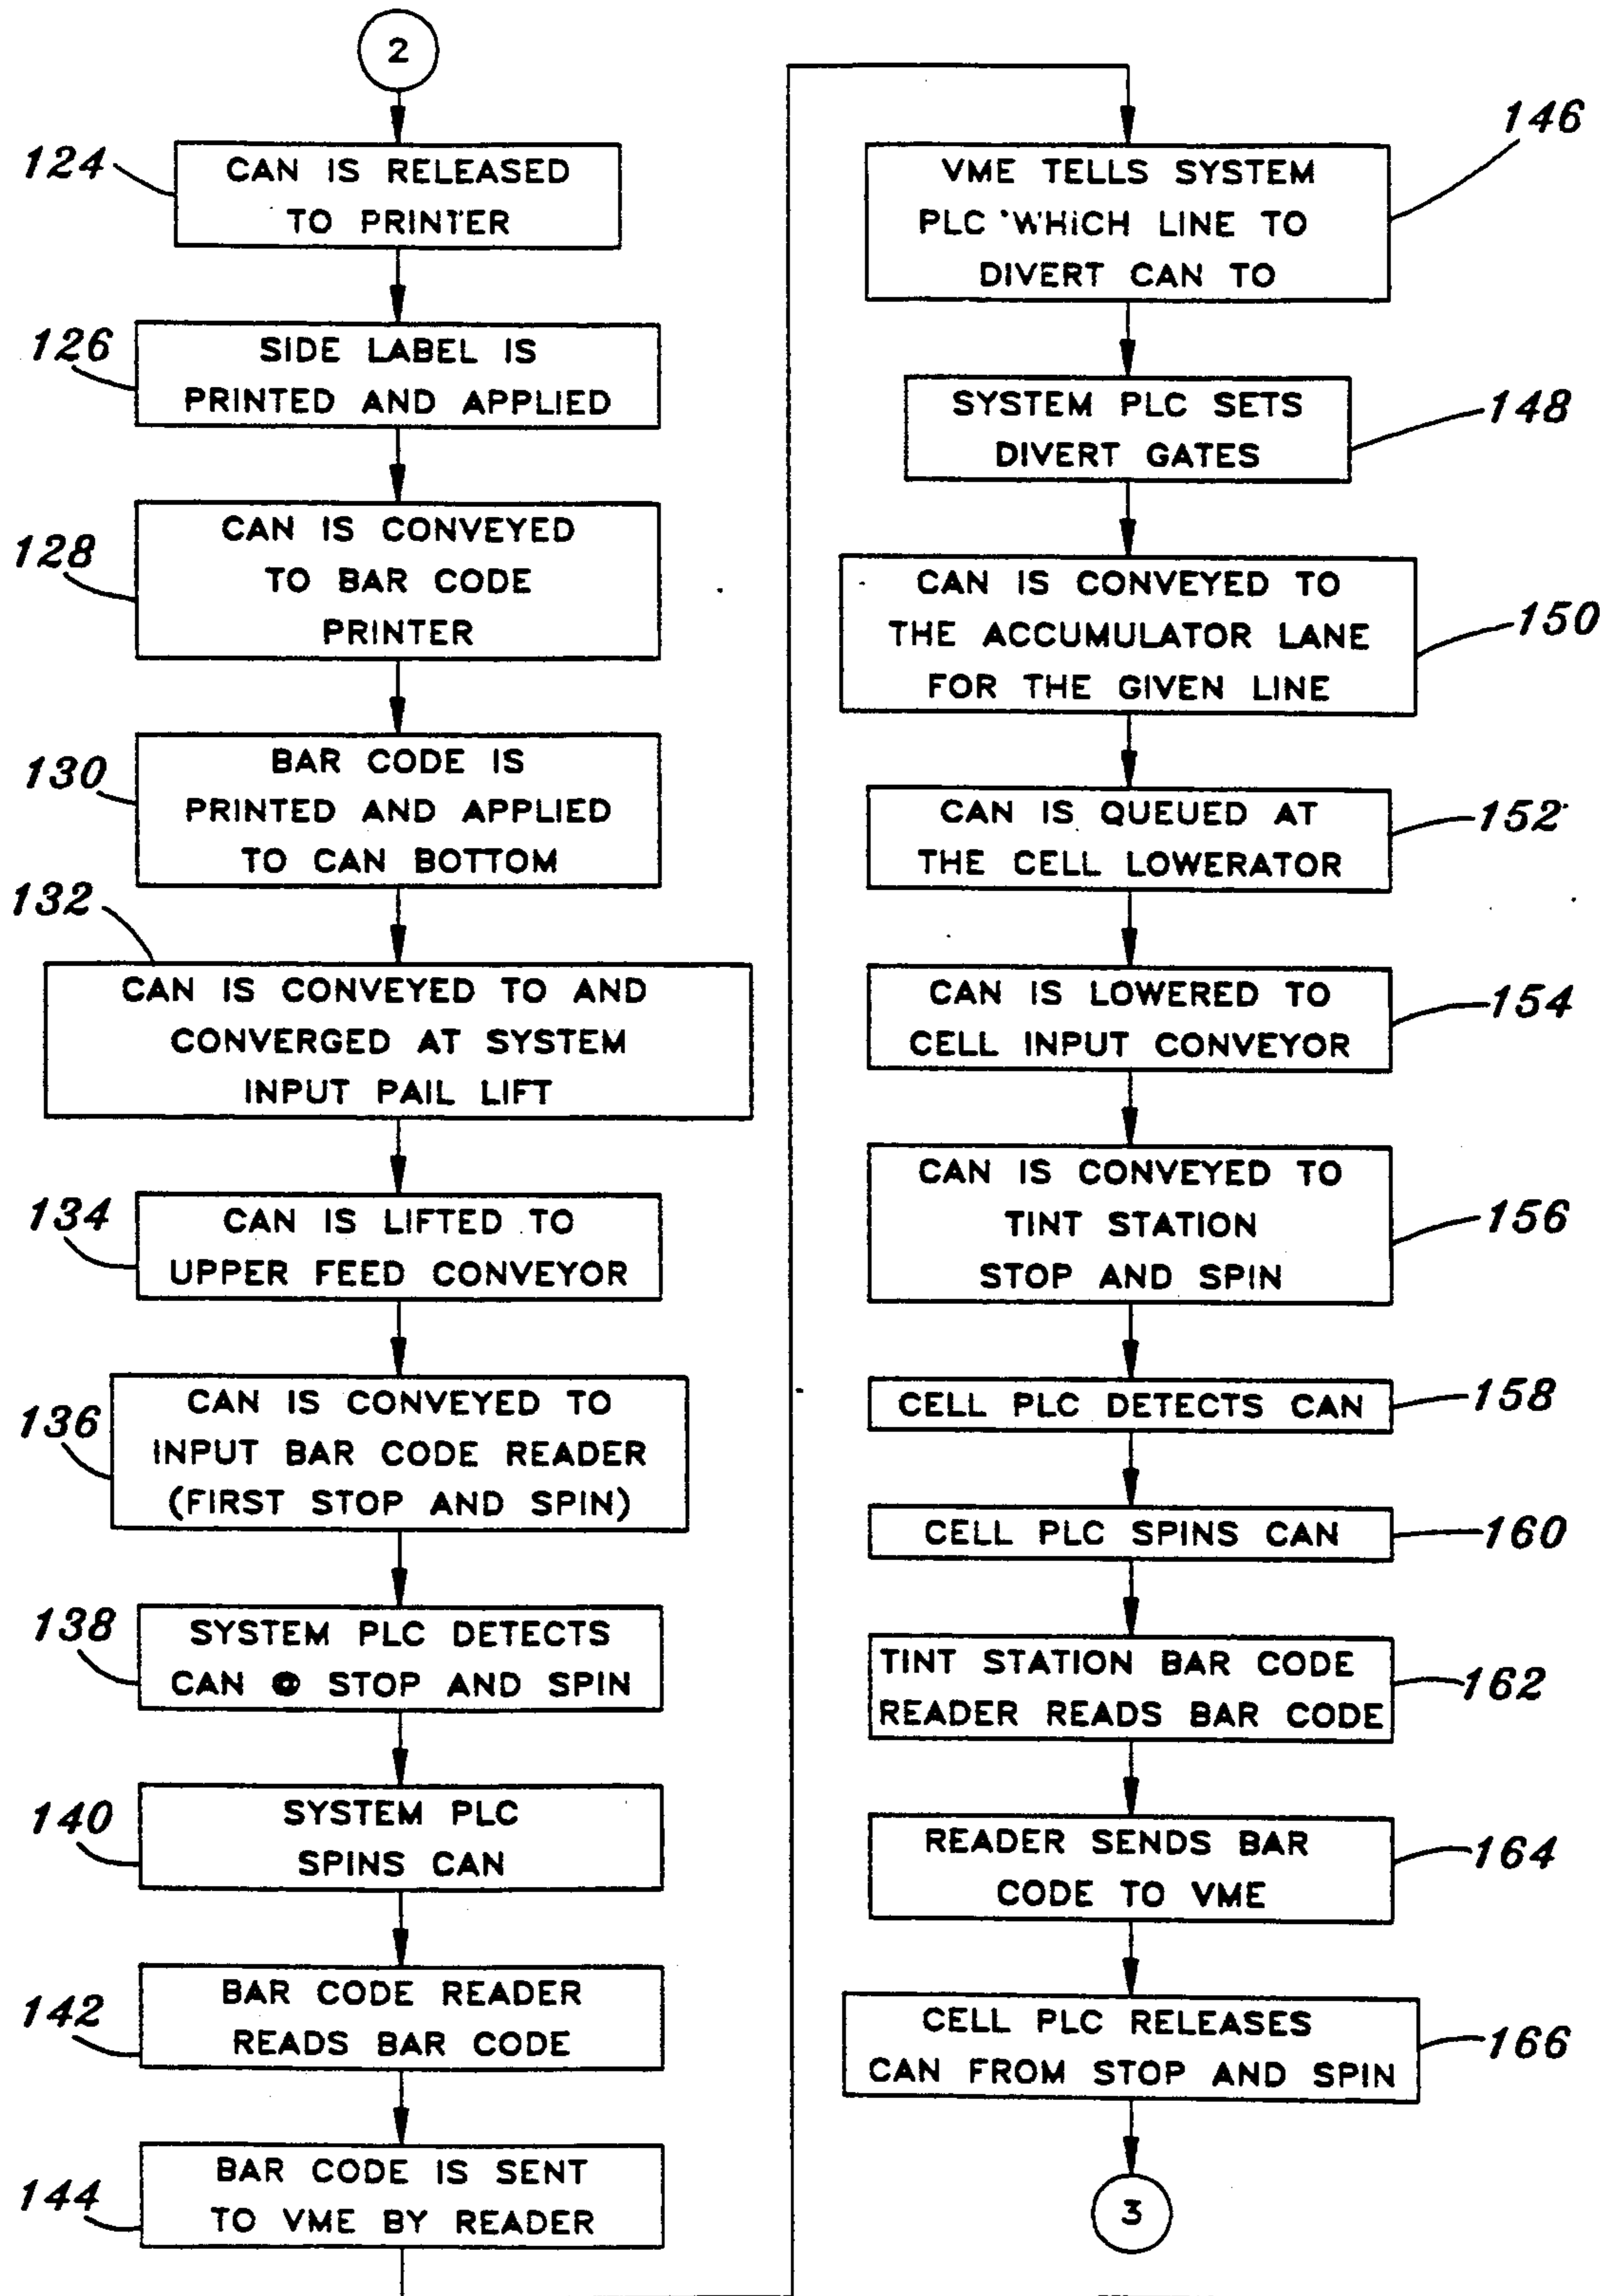 2
124
CAN IS RELEASED
TO PRINTER
126
SIDE LABEL IS
PRINTED AND APPLIED
128
CAN IS CONVEYED
TO BAR CODE
PRINTER
130
BAR CODE IS
PRINTED AND APPLIED
TO CAN BOTTOM
132
CAN IS CONVEYED TO AND
CONVERGED AT SYSTEM
INPUT PAIL LIFT
134
CAN IS LIFTED TO
UPPER FEED CONVEYOR
136
CAN IS CONVEYED TO
INPUT BAR CODE READER
(FIRST STOP AND SPIN)
138
SYSTEM PLC DETECTS
CAN @ STOP AND SPIN
140
SYSTEM PLC
SPINS CAN
142
BAR CODE READER
READS BAR CODE
144
BAR CODE IS SENT
TO VME BY READER
146
VME TELLS SYSTEM
PLC WHICH LINE TO
DIVERT CAN TO
148
SYSTEM PLC SETS
DIVERT GATES
150
CAN IS CONVEYED TO
THE ACCUMULATOR LANE
FOR THE GIVEN LINE
152
CAN IS QUEUED AT
THE CELL LOWERATOR
154
CAN IS LOWERED TO
CELL INPUT CONVEYOR
156
CAN IS CONVEYED TO
TINT STATION
STOP AND SPIN
158
CELL PLC DETECTS CAN
160
CELL PLC SPINS CAN
162
TINT STATION BAR CODE
READER READS BAR CODE
164
READER SENDS BAR
CODE TO VME
166
CELL PLC RELEASES
CAN FROM STOP AND SPIN
3